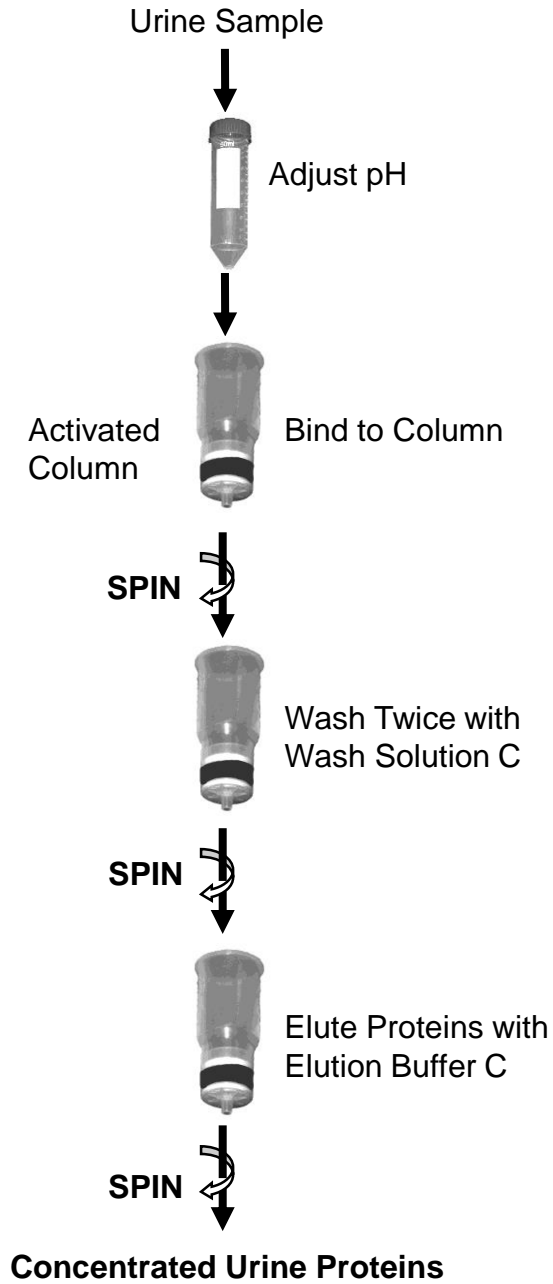 Urine Sample
Adjust pH
Activated
Column
Bind to Column
SPIN
Wash Twice with
Wash Solution C
SPIN
Elute Proteins with
Elution Buffer C
SPIN
Concentrated Urine Proteins